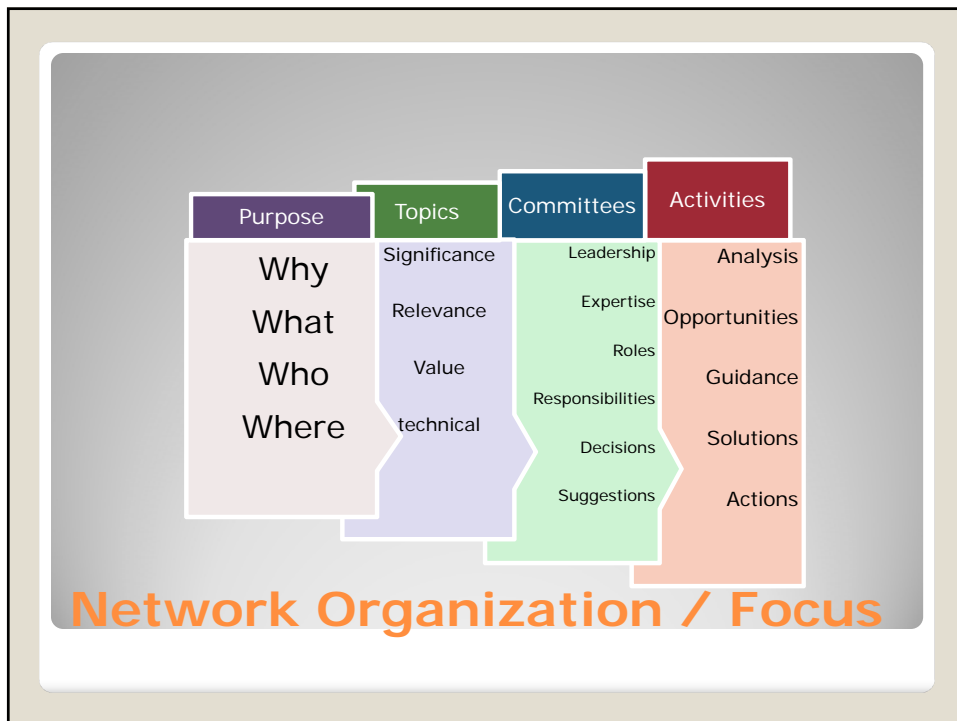 Purpose
Why
What
Who
Where
Topics
Significance
Relevance
Value
technical
Committees
Leadership
Expertise
Roles
Responsibilities
Decisions
Suggestions
Activities
Analysis
Opportunities
Guidance
Solutions
Actions
Network Organization / Focus